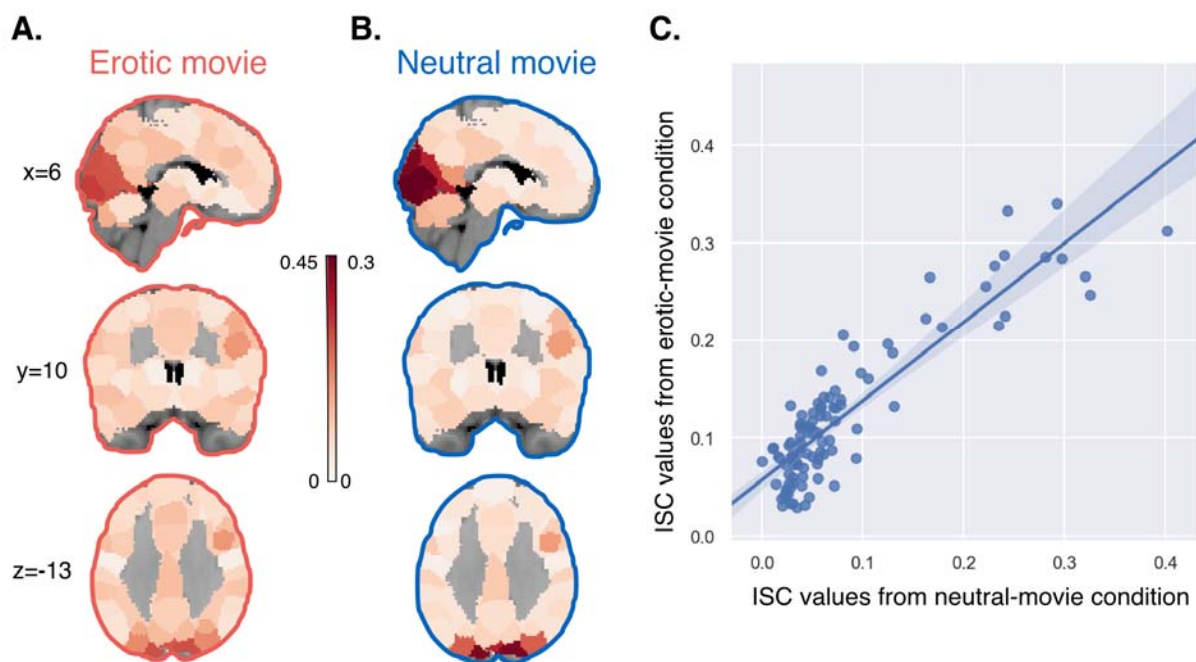 A.
Erotic movie
x=6
y=10
z=-13
0.45 0.3
0 0
B.
Neutral movie
C.
ISC values from erotic-movie condition
0.4
0.3
0.2
0.1
0.0
0.0 0.1 0.2 0.3 0.4
ISC values from neutral-movie condition